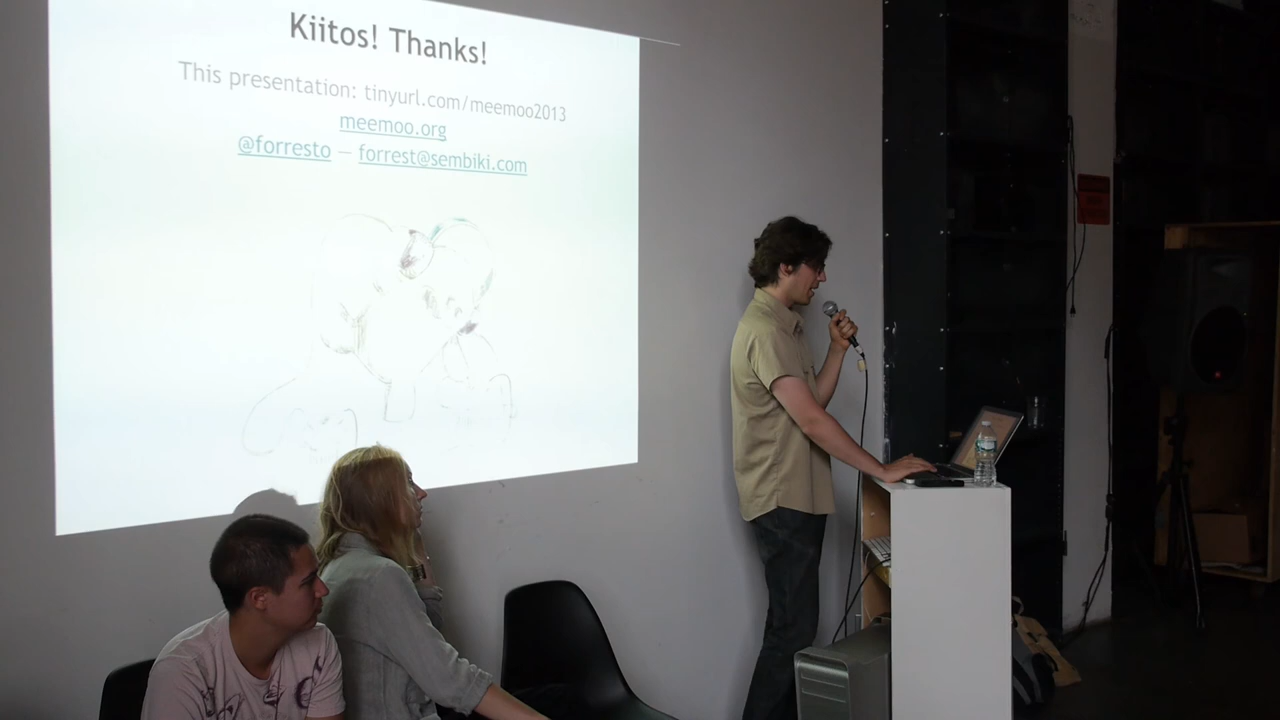 Kiitos! Thanks!
This presentation: tinyurl.com/meemoo2013
meemoo.org
@forresto — forrest@sembiki.com